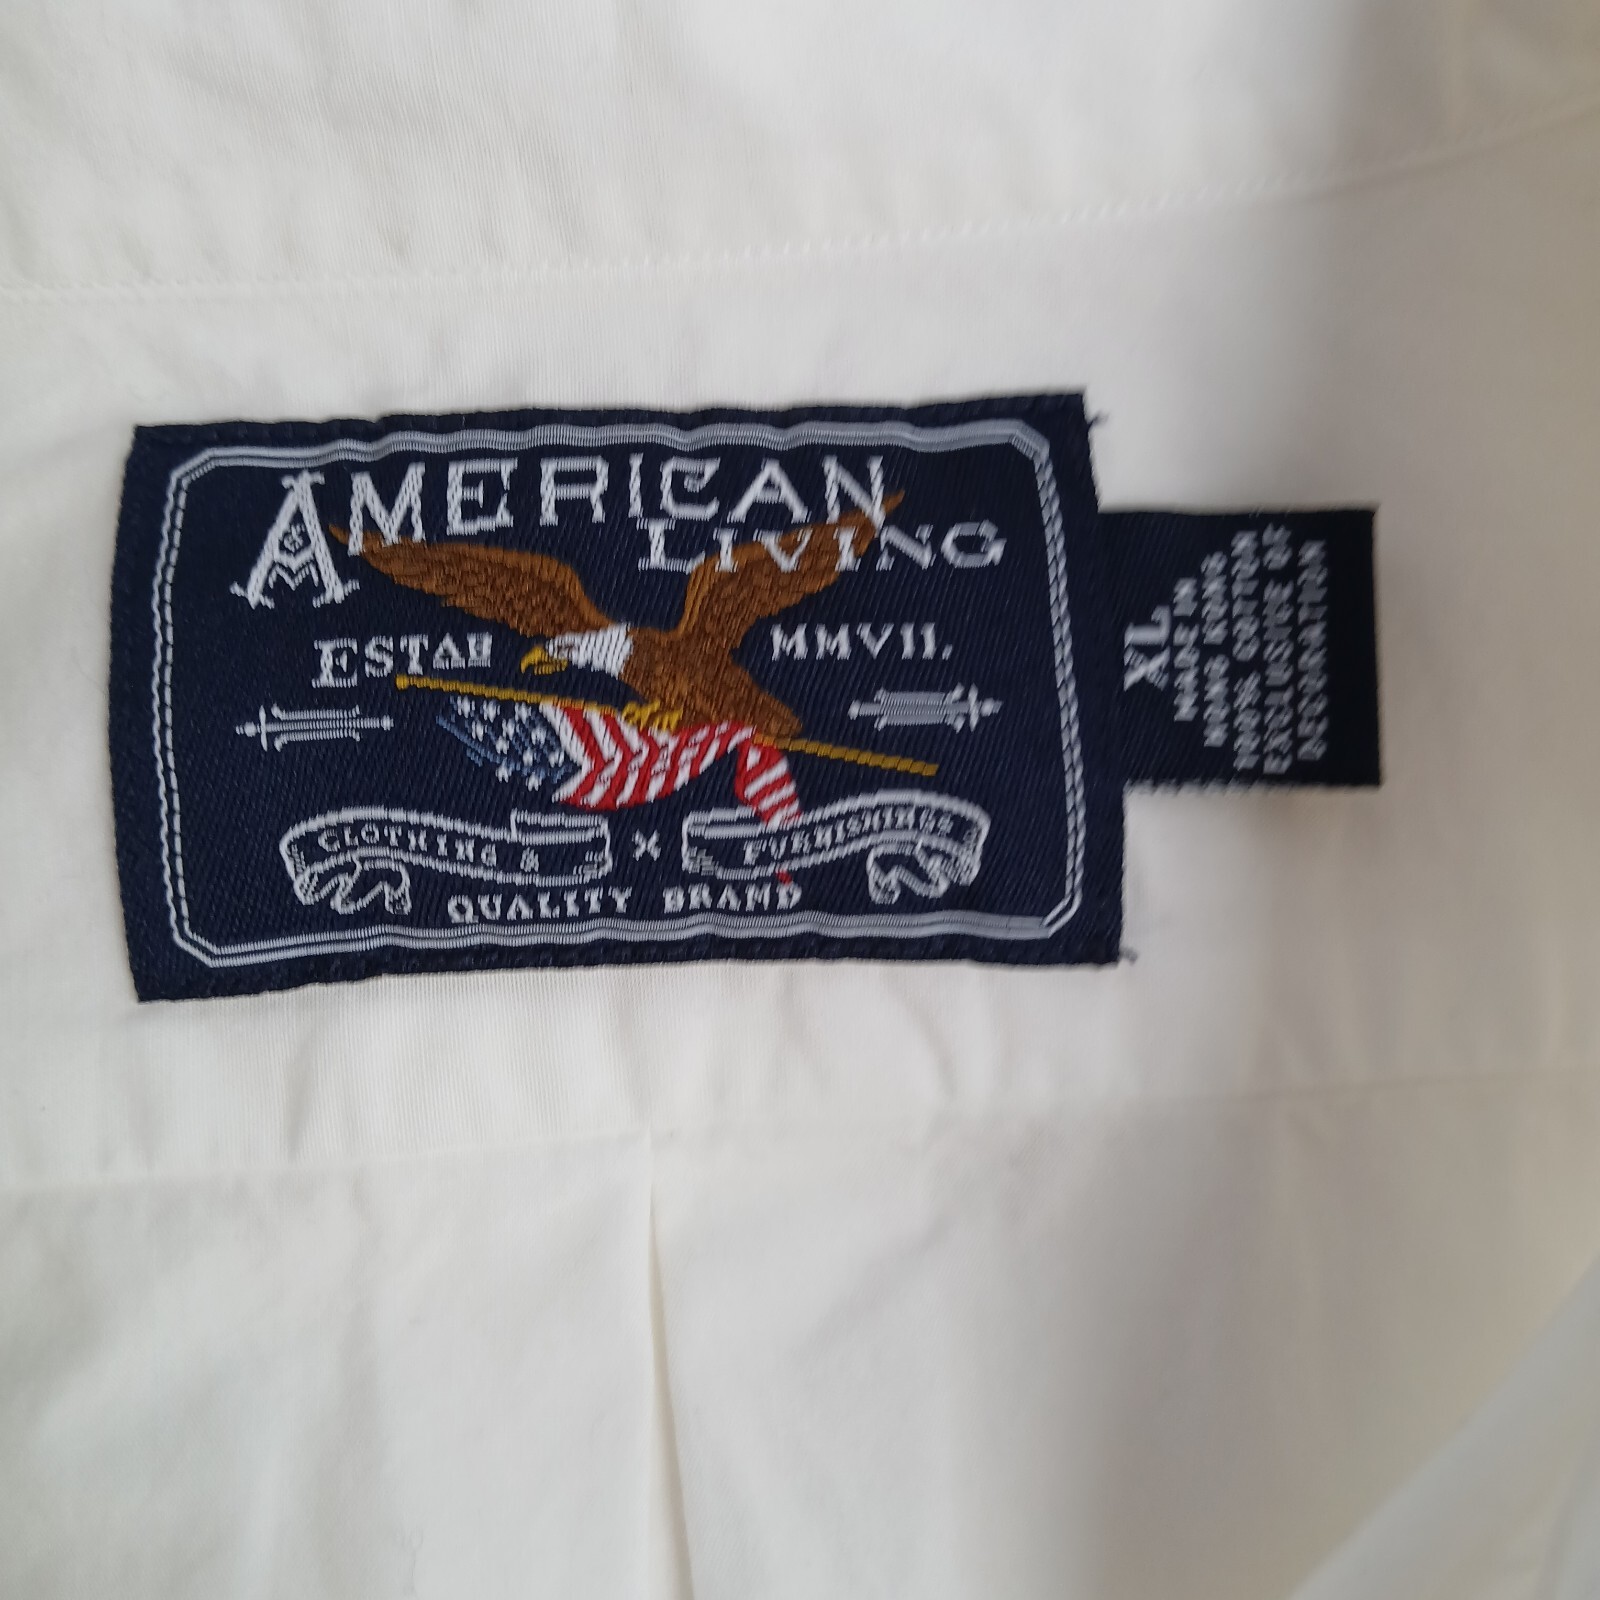 AMERICAN
LIVING
ESTAB
MMVII.
CLOTHING & X FURNISHINGS
QUALITY BRAND
XL
MADE IN
HONG KONG
100% COTTON
EXCLUSIVE OF
DECORATION